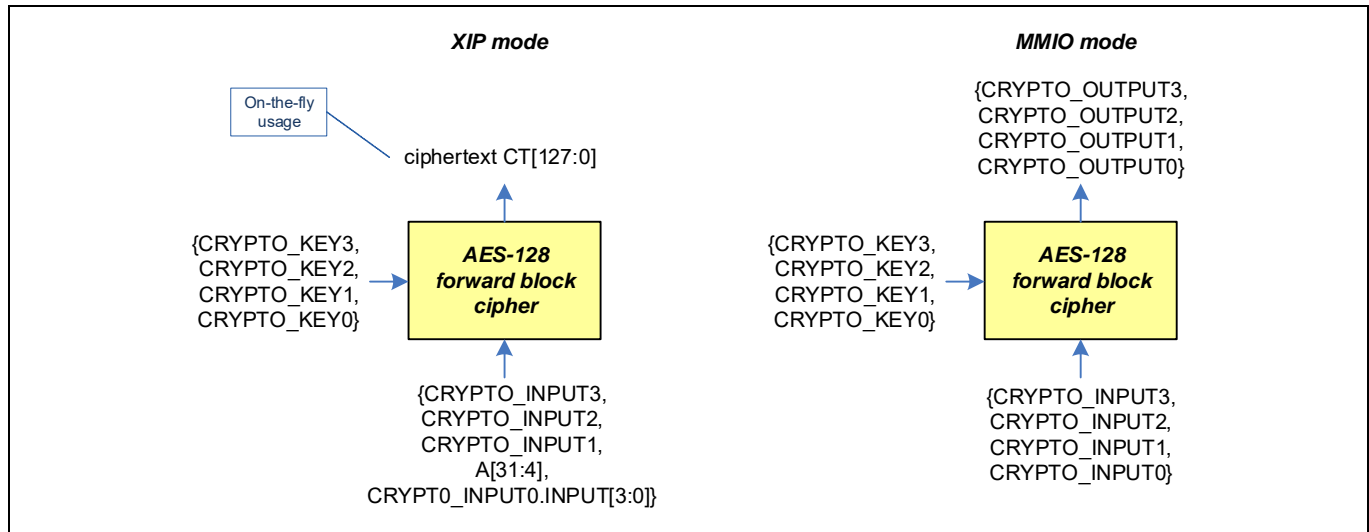 XIP mode
On-the-fly
usage
ciphertext CT[127:0]
{CRYPTO_KEY3,
CRYPTO_KEY2,
CRYPTO_KEY1,
CRYPTO_KEY0}
AES-128
forward block
cipher
{CRYPTO_INPUT3,
CRYPTO_INPUT2,
CRYPTO_INPUT1,
A[31:4],
CRYPT0_INPUT0.INPUT[3:0]}
MMIO mode
{CRYPTO_OUTPUT3,
CRYPTO_OUTPUT2,
CRYPTO_OUTPUT1,
CRYPTO_OUTPUT0}
{CRYPTO_KEY3,
CRYPTO_KEY2,
CRYPTO_KEY1,
CRYPTO_KEY0}
AES-128
forward block
cipher
{CRYPTO_INPUT3,
CRYPTO_INPUT2,
CRYPTO_INPUT1,
CRYPTO_INPUT0}